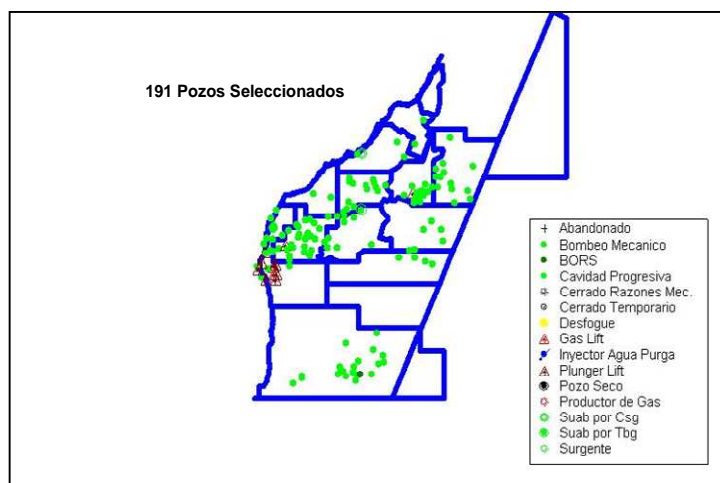 191 Pozos Seleccionados
Abandonado
Bombeo Mecanico
BORS
Cavidad Progresiva
Cerrado Razones Mec.
Cerrado Temporario
Desfogue
Gas Lift
Inyector Agua Purga
Plunger Lift
Pozo Seco
Productor de Gas
Suab por Csg
Suab por Tbg
Surgente